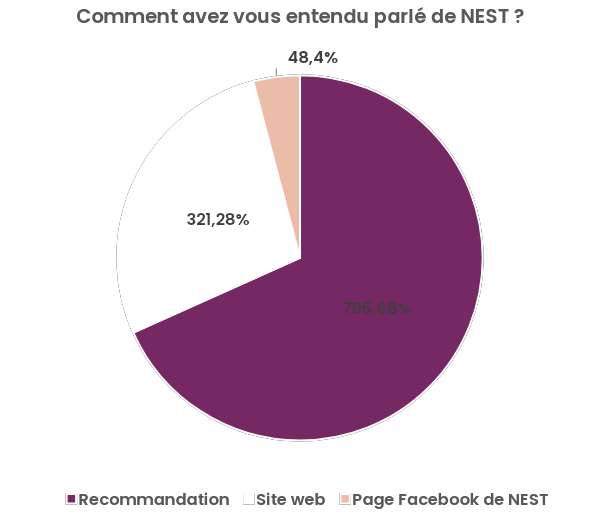 Comment avez vous entendu parlé de NEST ?
48,4%
321,28%
795,68%
Recommandation Site web Page Facebook de NEST